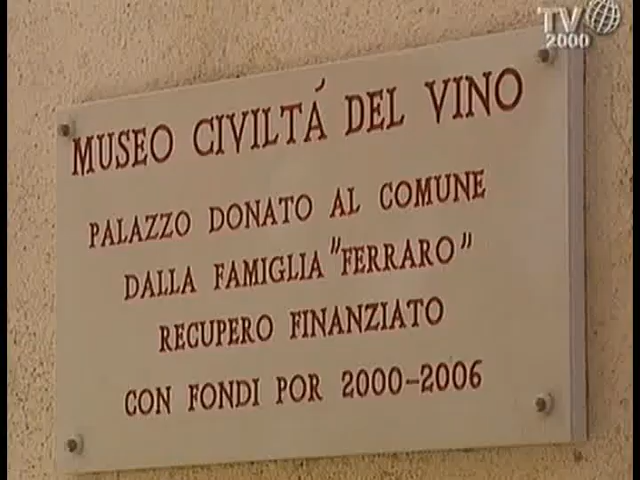 TV
2000
MUSEO CIVILTÁ DEL VINO
PALAZZO DONATO AL COMUNE
DALLA FAMIGLIA "FERRARO"
RECUPERO FINANZIATO
CON FONDI POR 2000-2006